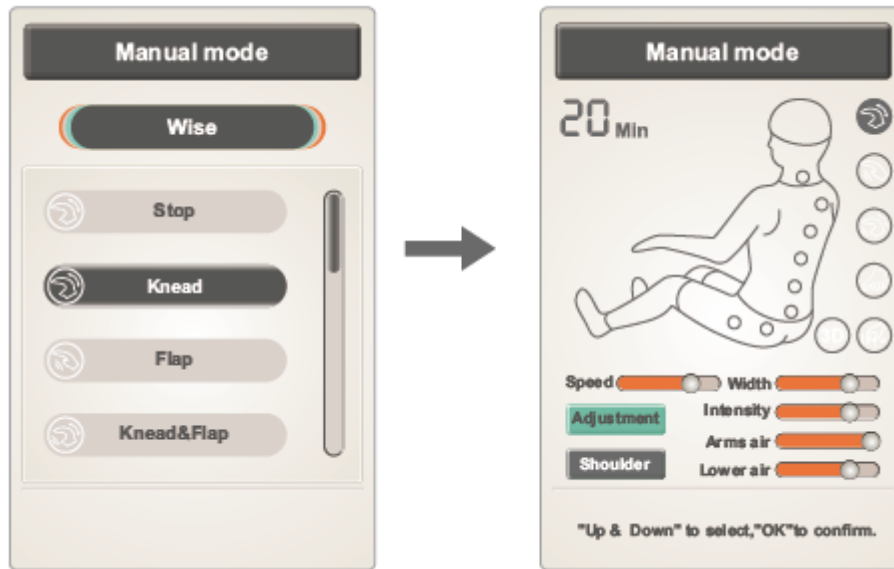 Manual mode
Wise
Stop
Knead
Flap
Knead&Flap
Manual mode
20 Min
3D
Speed
Width
Adjustment
Intensity
Arms air
Shoulder
Lower air
"Up & Down" to select,"OK"to confirm.